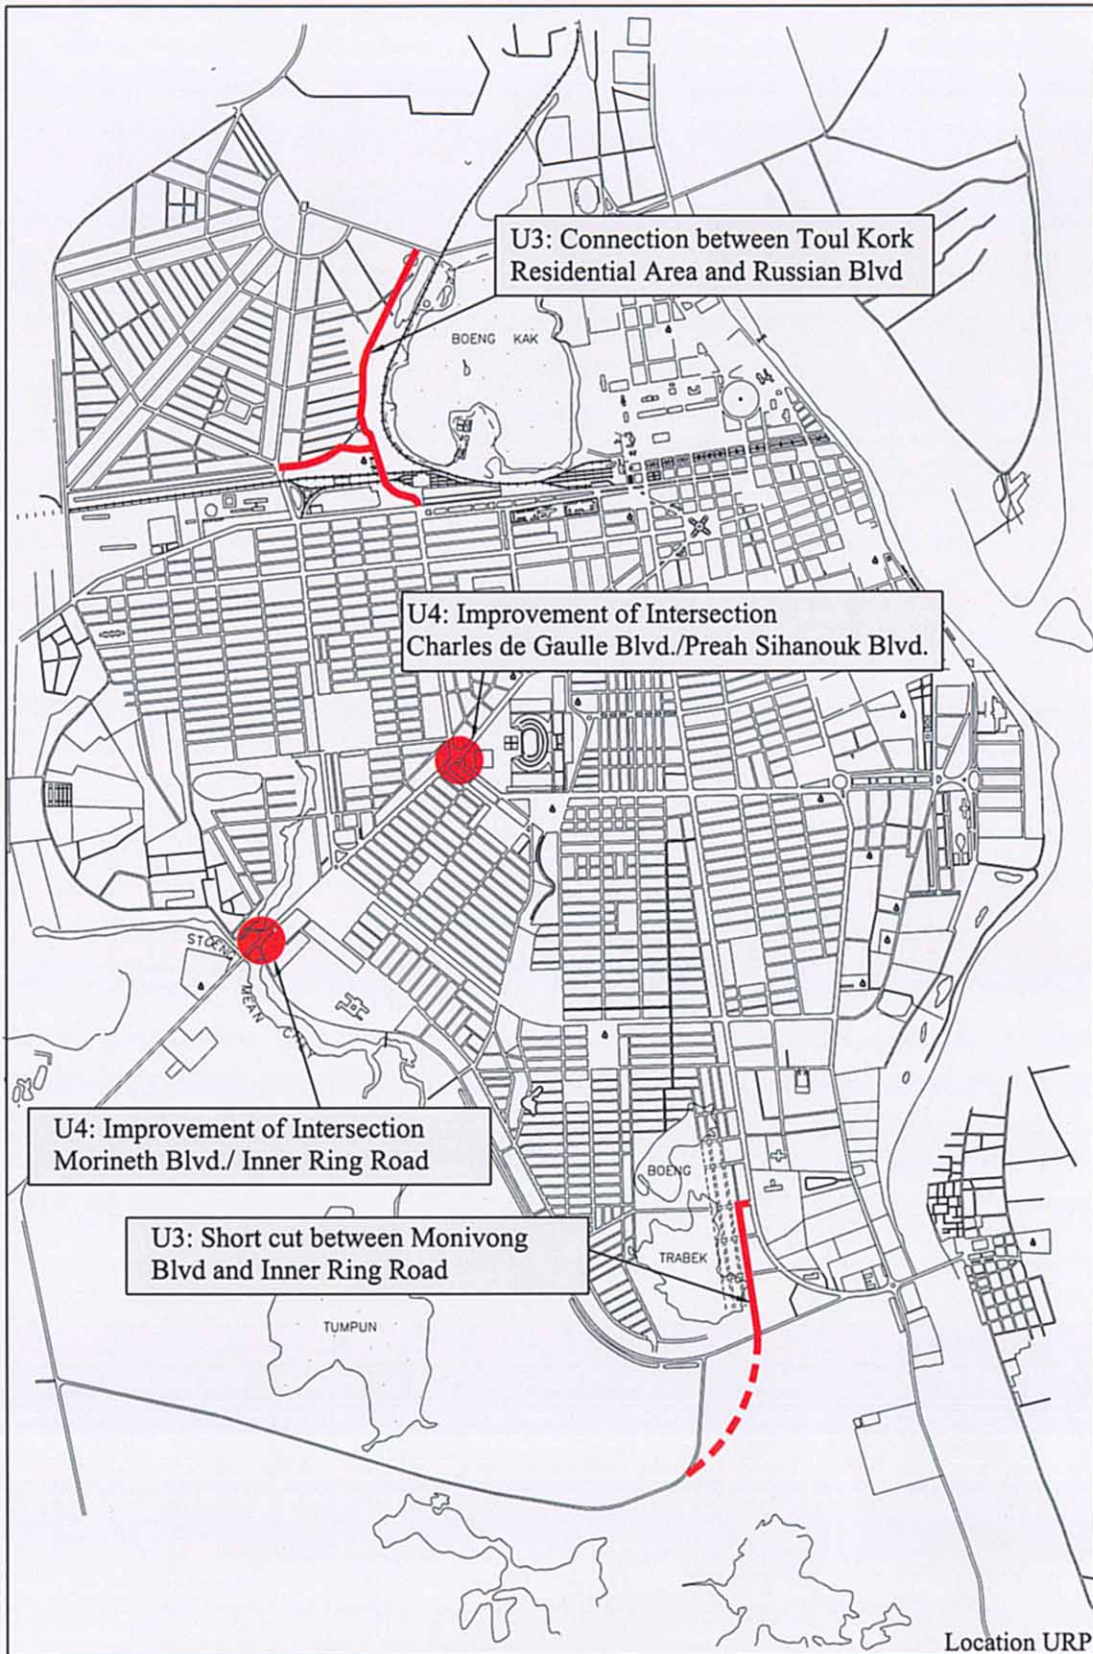 U3: Connection between Toul Kork
Residential Area and Russian Blvd
BOENG KAK
U4: Improvement of Intersection
Charles de Gaulle Blvd./Preah Sihanouk Blvd.
STOENG
MEAN
U4: Improvement of Intersection
Morineth Blvd./ Inner Ring Road
BOENG
TRABEK
U3: Short cut between Monivong
Blvd and Inner Ring Road
TUMPUN
Location URP